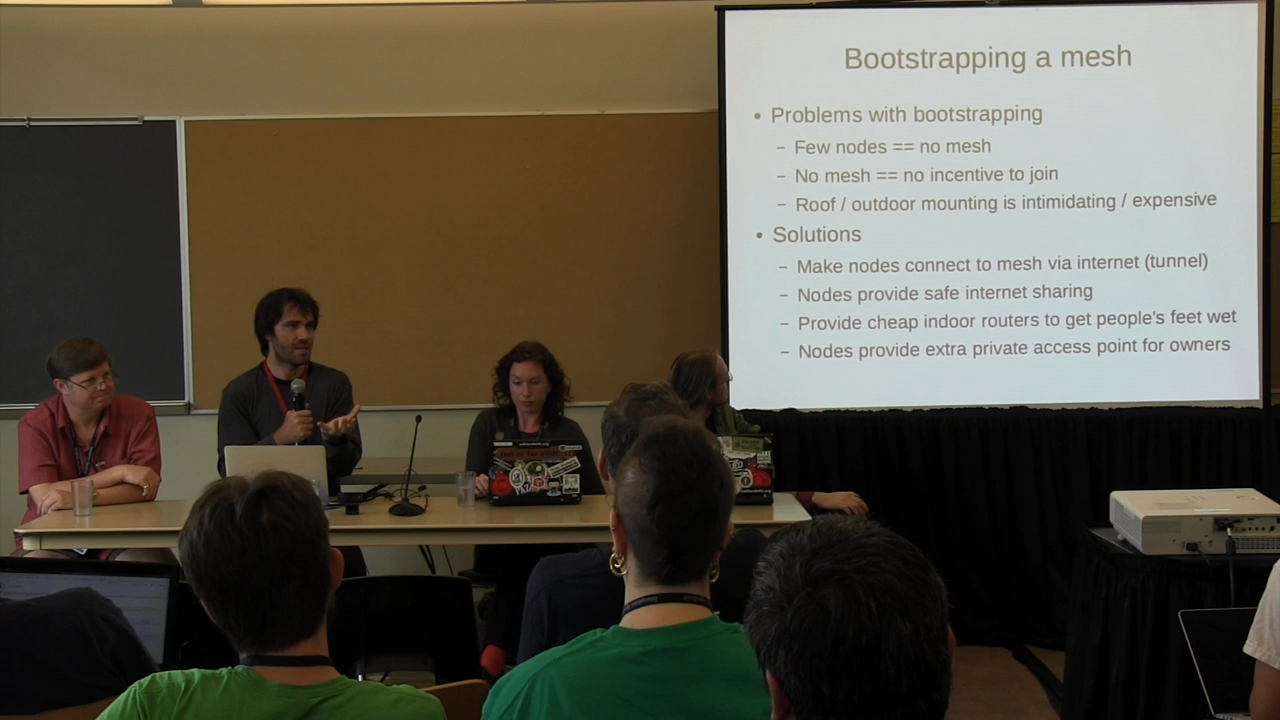 Bootstrapping a mesh
• Problems with bootstrapping
– Few nodes == no mesh
– No mesh == no incentive to join
– Roof / outdoor mounting is intimidating / expensive
• Solutions
– Make nodes connect to mesh via internet (tunnel)
– Nodes provide safe internet sharing
– Provide cheap indoor routers to get people's feet wet
– Nodes provide extra private access point for owners